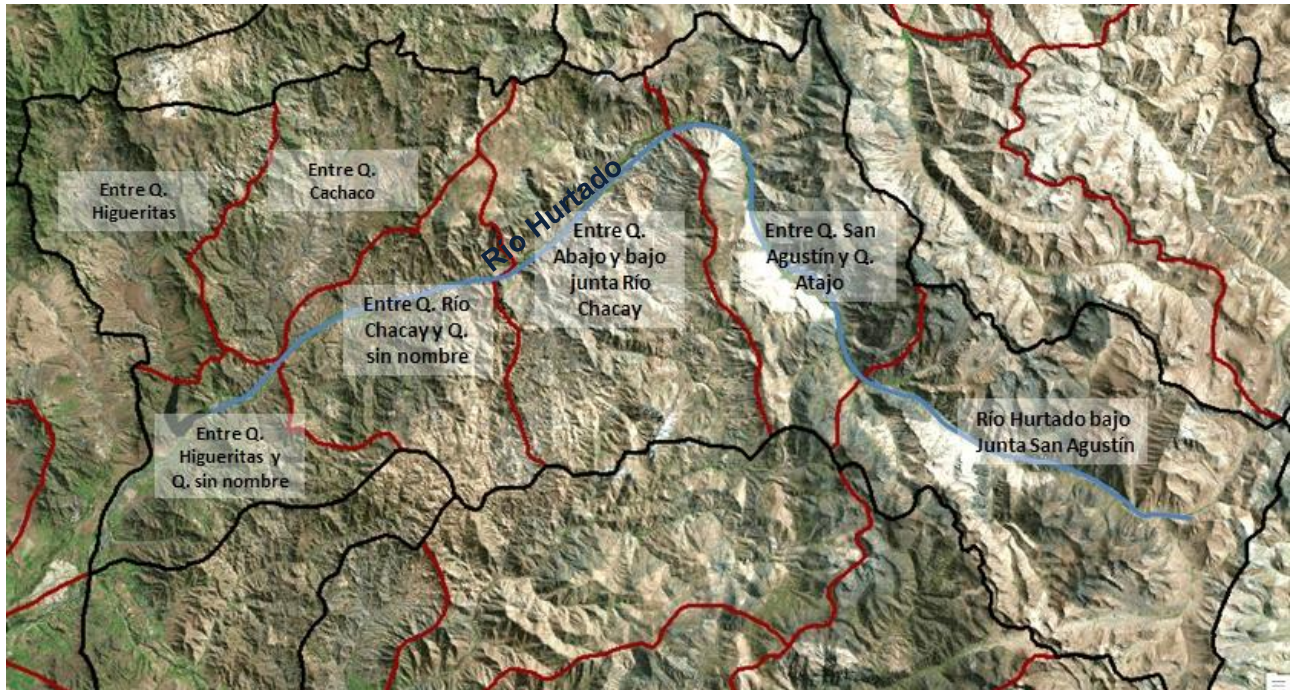 Entre Q.
Higueritas
Entre Q.
Cachaco
Río Hurtado
Entre Q. Río
Chacay y Q.
sin nombre
Entre Q.
Abajo y bajo
junta Río
Chacay
Entre Q. San
Agustín y Q.
Atajo
Río Hurtado bajo
Junta San Agustín
Entre Q.
Higueritas y
Q. sin nombre